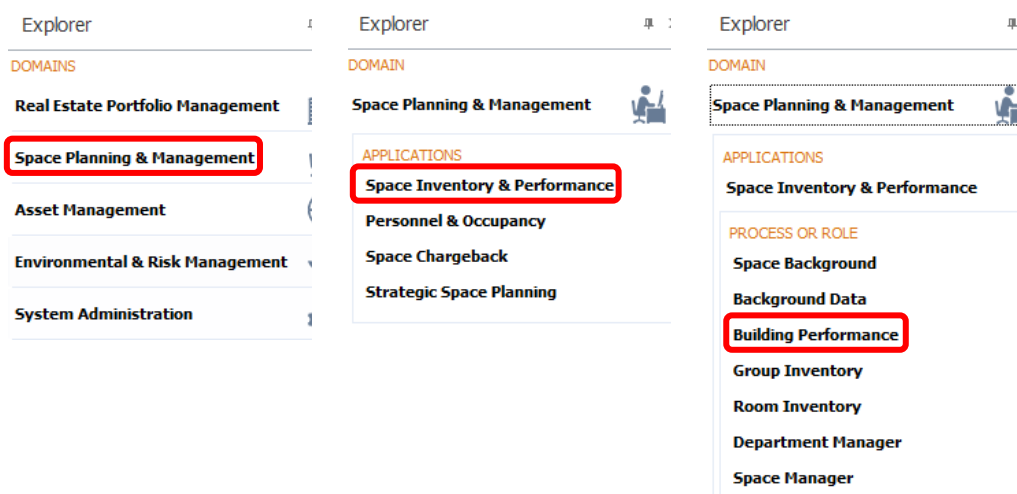 Explorer
DOMAINS
Real Estate Portfolio Management
Space Planning & Management
Asset Management
Environmental & Risk Management
System Administration
Explorer
DOMAIN
Space Planning & Management
APPLICATIONS
Space Inventory & Performance
Personnel & Occupancy
Space Chargeback
Strategic Space Planning
Explorer
DOMAIN
Space Planning & Management
APPLICATIONS
Space Inventory & Performance
PROCESS OR ROLE
Space Background
Background Data
Building Performance
Group Inventory
Room Inventory
Department Manager
Space Manager